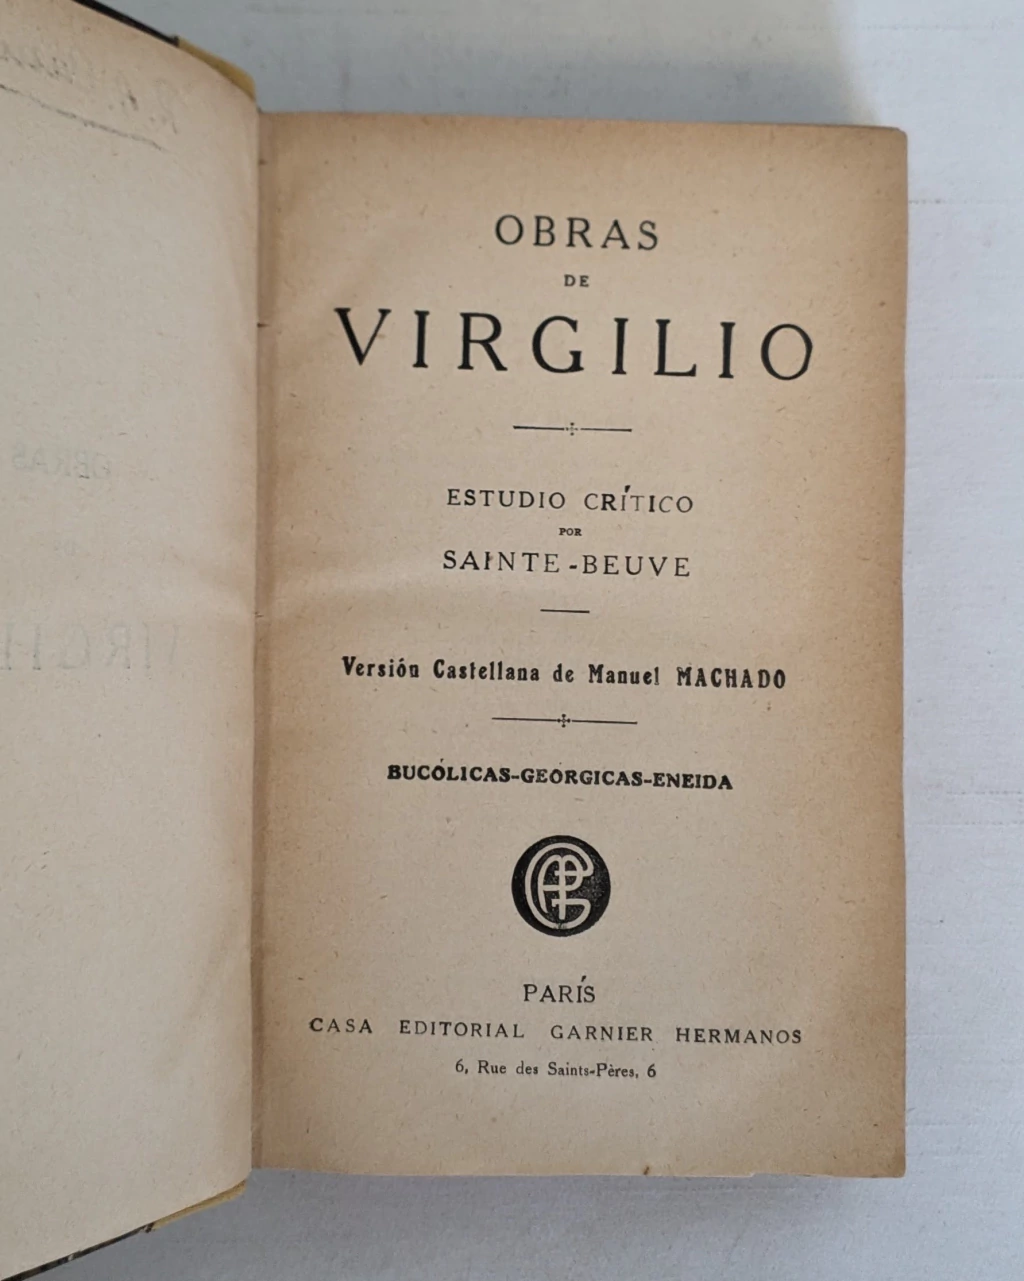 OBRAS
DE
VIRGILIO
ESTUDIO CRÍTICO
POR
SAINTE-BEUVE
Versión Castellana de Manuel MACHADO
BUCÓLICAS-GEÓRGICAS-ENEIDA
PARÍS
CASA EDITORIAL GARNIER HERMANOS
6, Rue des Saints-Pères, 6